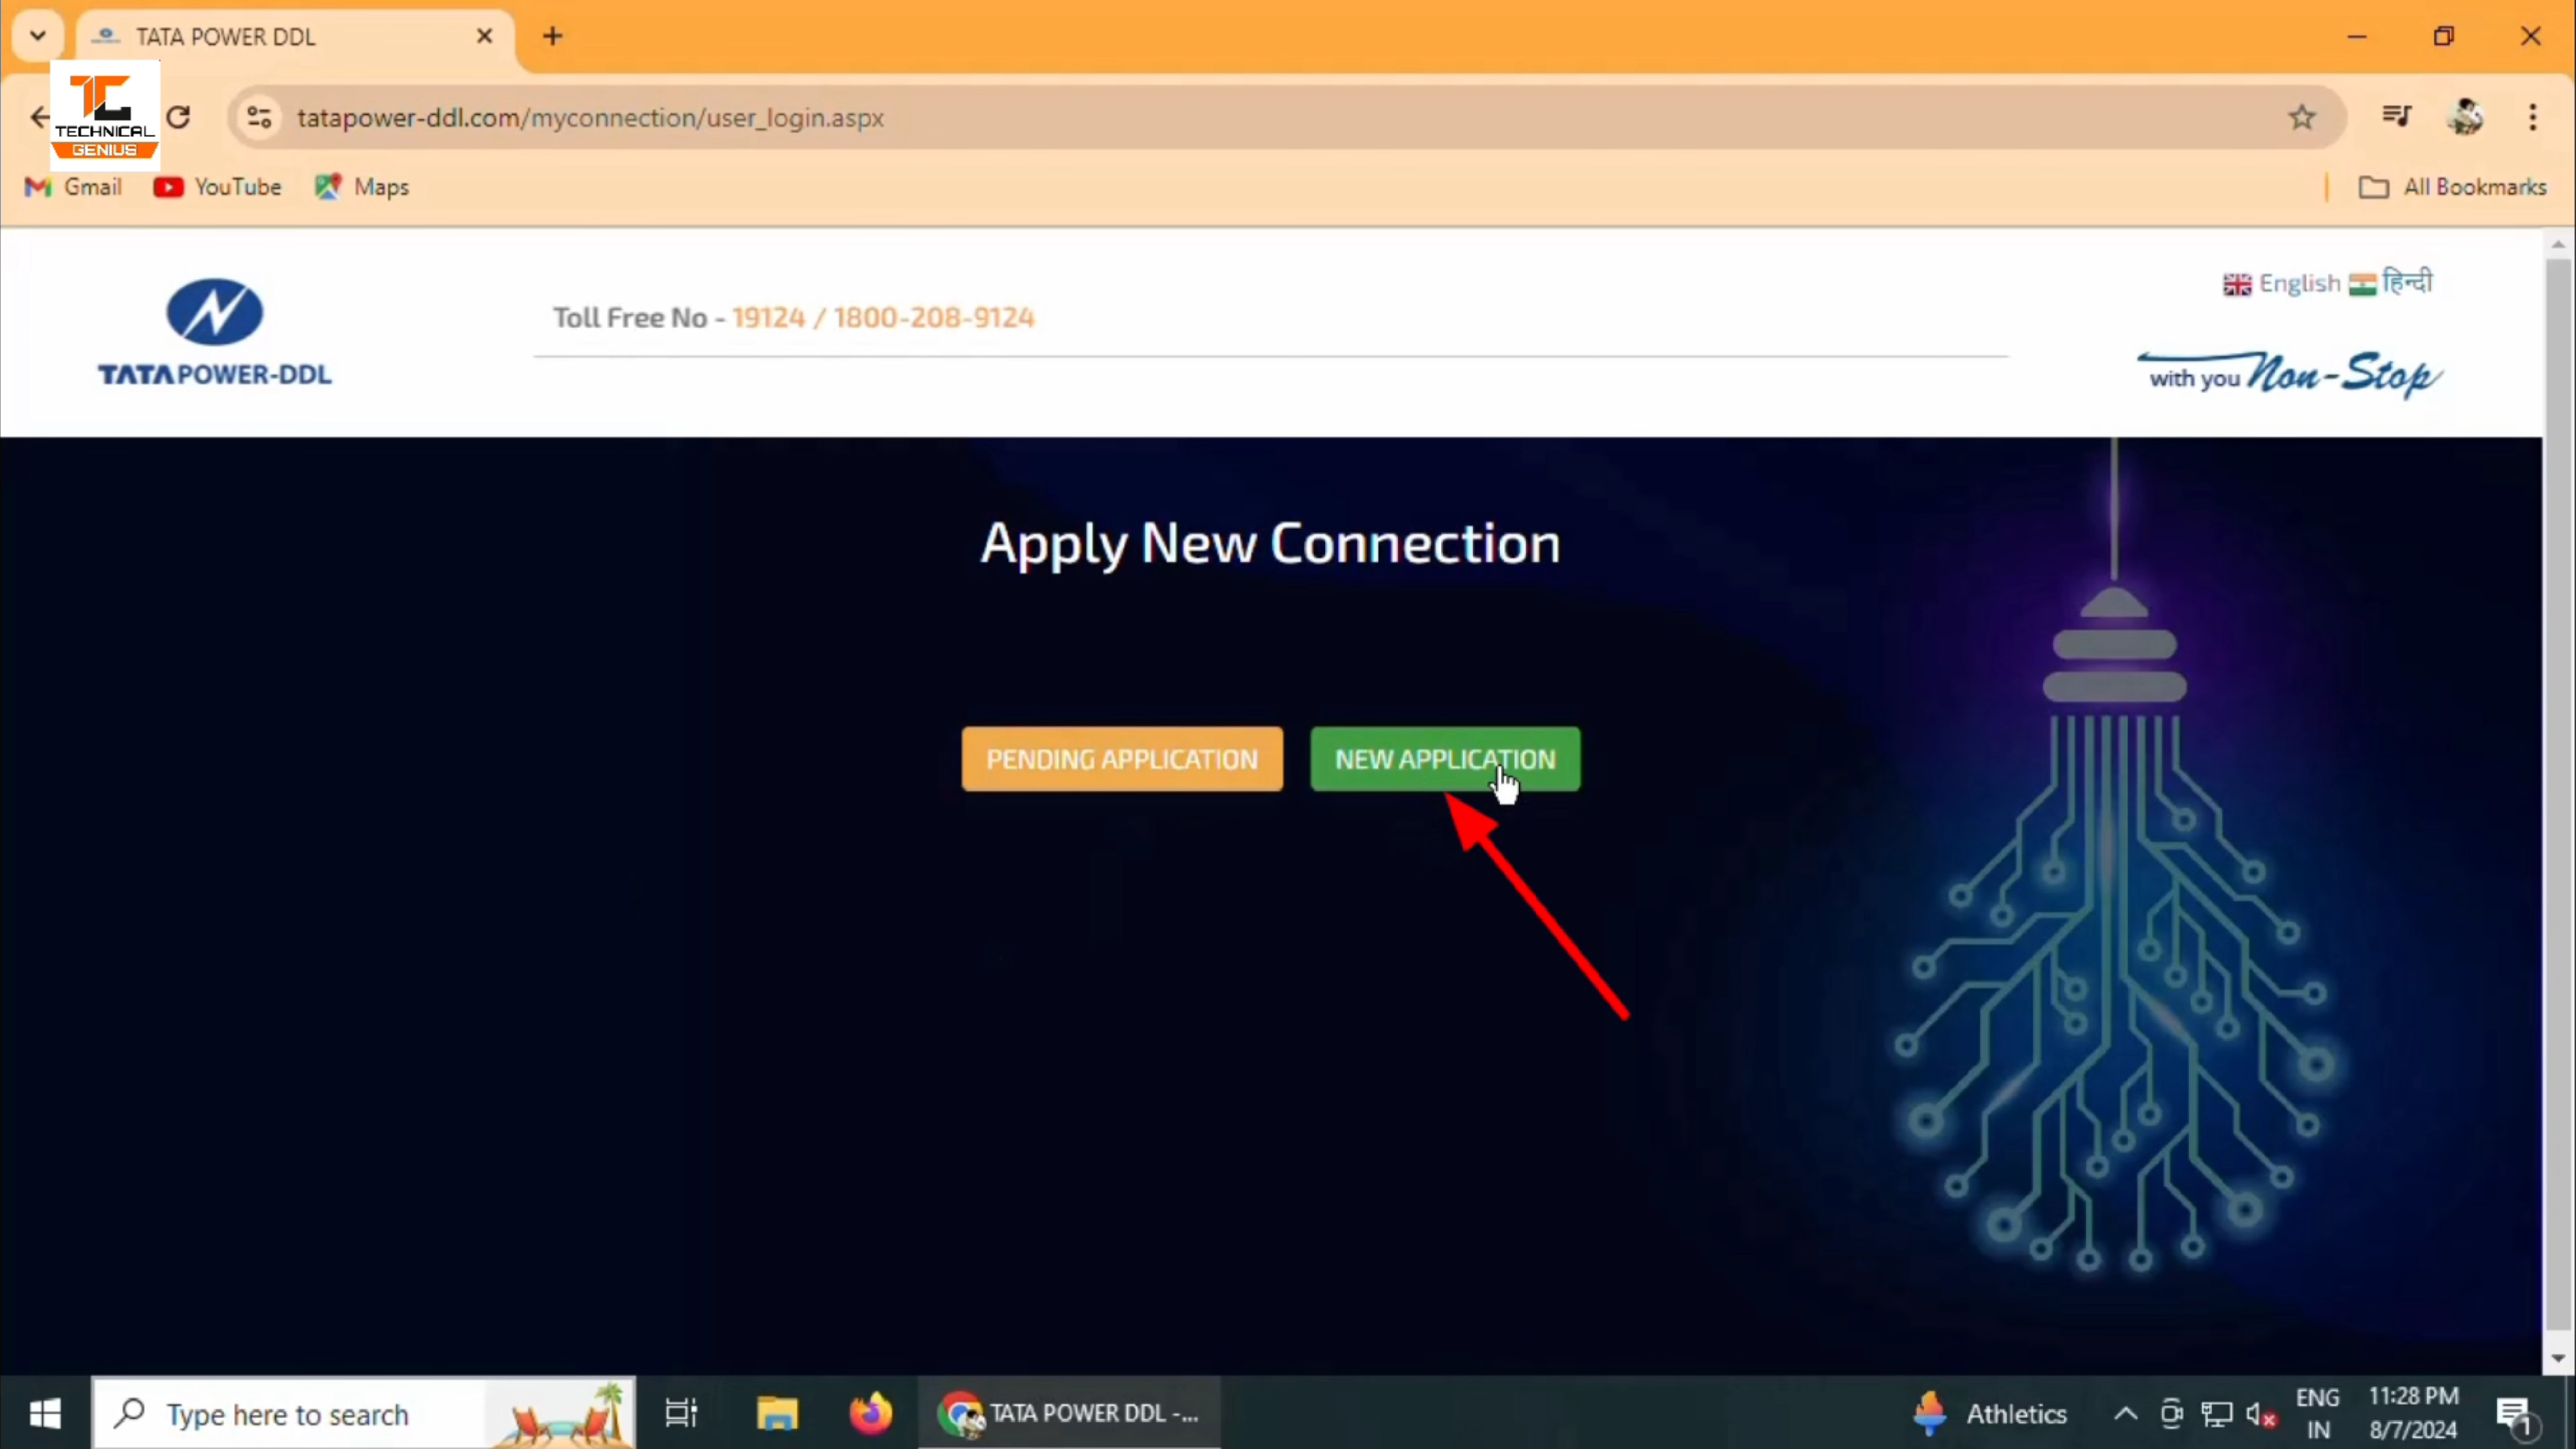 TATA POWER DDL
TC
TECHNICAL
GENIUS
tatapower-ddl.com/myconnection/user_login.aspx
Gmail YouTube Maps All Bookmarks
English हिन्दी
Toll Free No - 19124 / 1800-208-9124
TATA POWER-DDL
with you Non-Stop
Apply New Connection
PENDING APPLICATION NEW APPLICATION
Type here to search
TATA POWER DDL -...
Athletics
ENG
IN
11:28 PM
8/7/2024
1